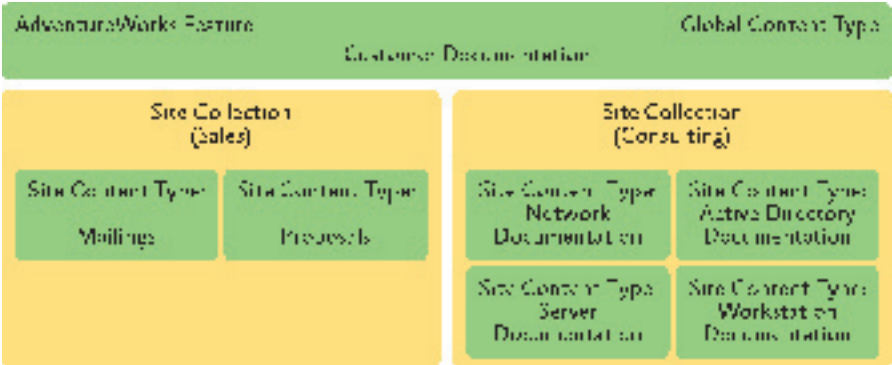 AdventureWorks Feature
Global Content Type
Customer Documentation
Site Collection
(Sales)
Site Content Type:
Mailings
Site Content Type:
Proposals
Site Collection
(Consulting)
Site Content Type:
Network
Documentation
Site Content Type:
Active Directory
Documentation
Site Content Type:
Server
Documentation
Site Content Type:
Workstation
Documentation